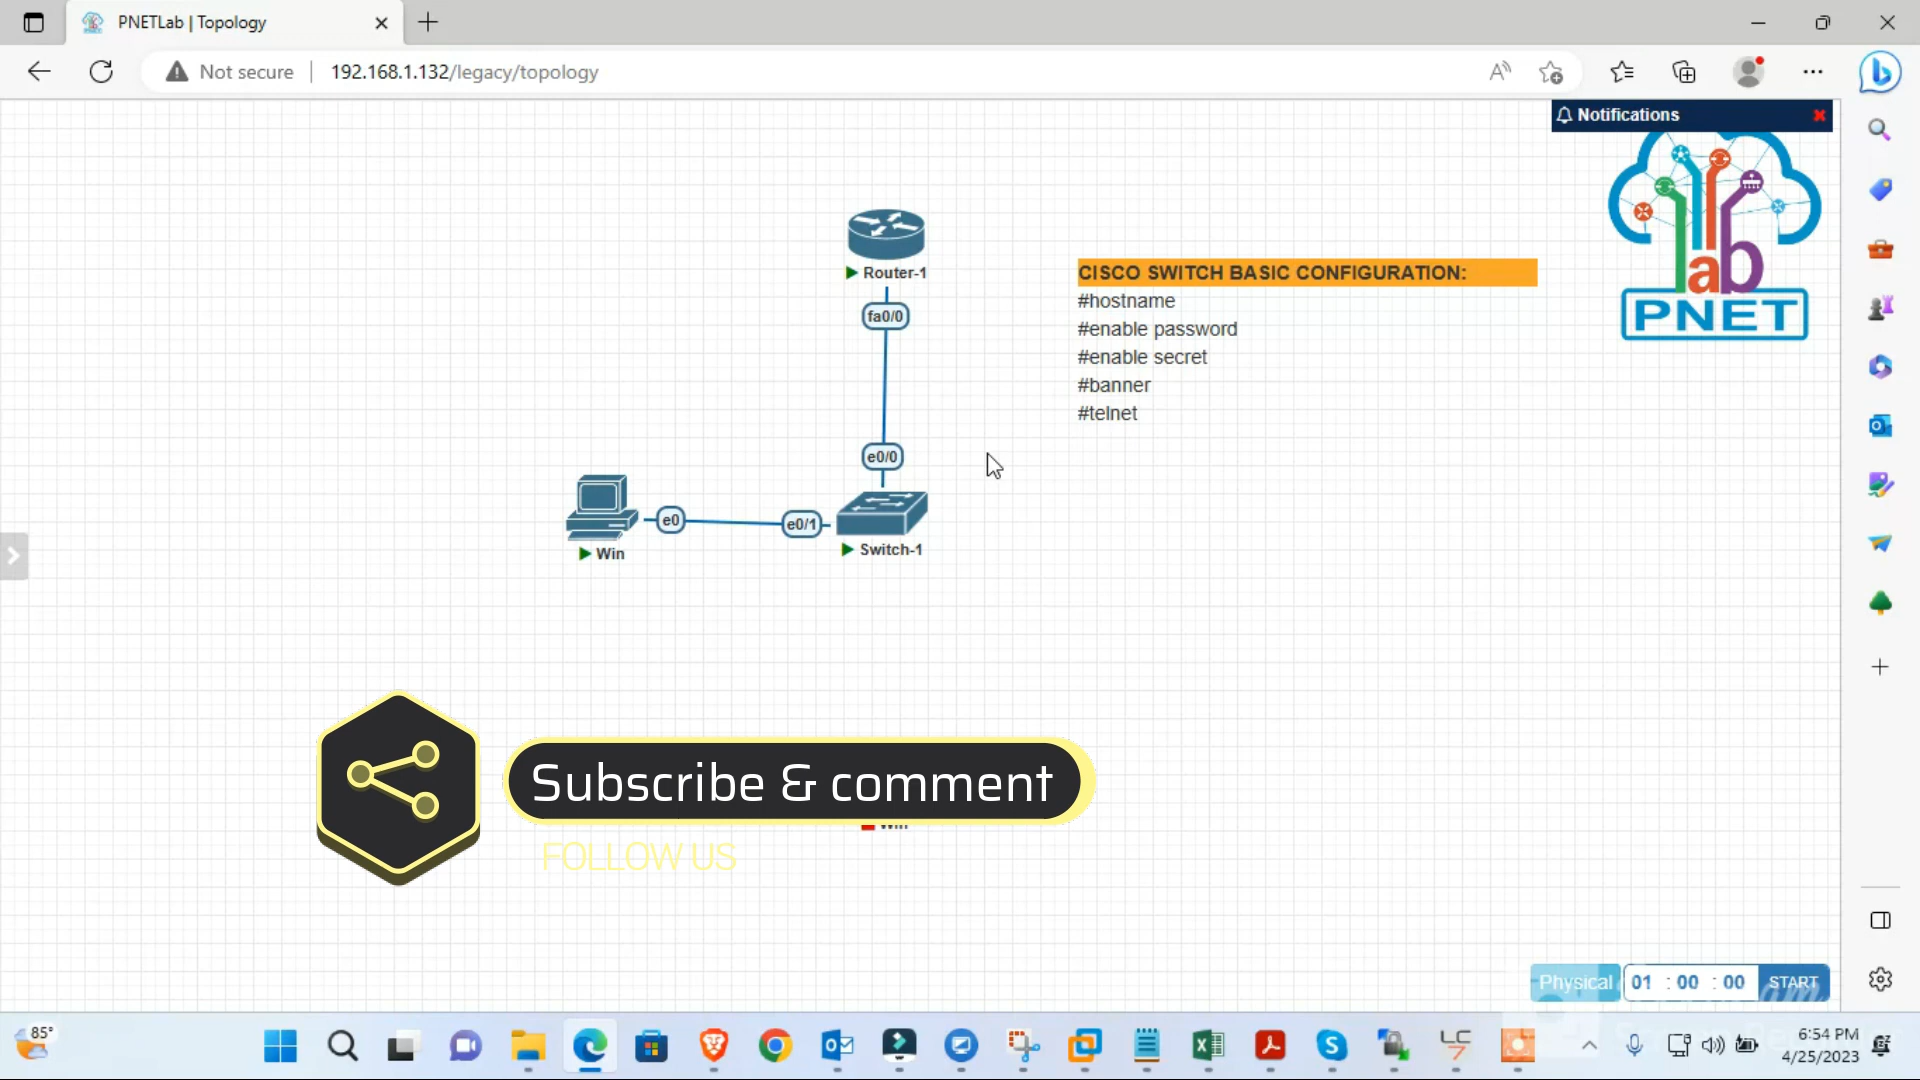 PNETLab | Topology
Not secure
192.168.1.132/legacy/topology
Notifications
Router-1
fa0/0
CISCO SWITCH BASIC CONFIGURATION:
#hostname
#enable password
#enable secret
#banner
#telnet
lab
PNET
e0/0
e0
e0/1
Win
Switch-1
Subscribe & comment
Win
FOLLOW US
Physical
01 : 00 : 00
START
85°
6:54 PM
4/25/2023